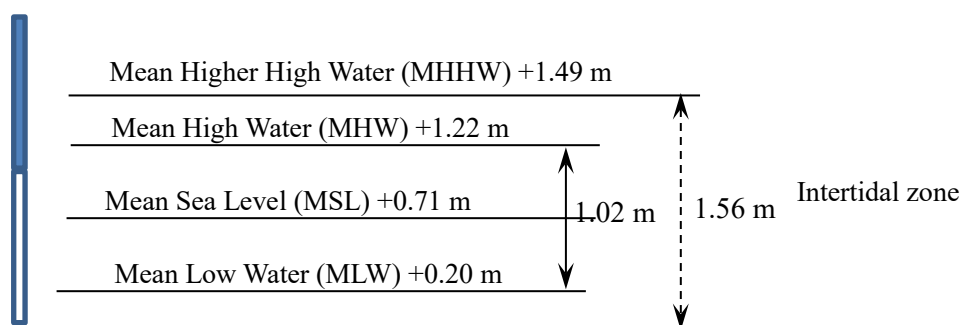 Mean Higher High Water (MHHW) +1.49 m
Mean High Water (MHW) +1.22 m
Mean Sea Level (MSL) +0.71 m
1.02 m
1.56 m
Intertidal zone
Mean Low Water (MLW) +0.20 m